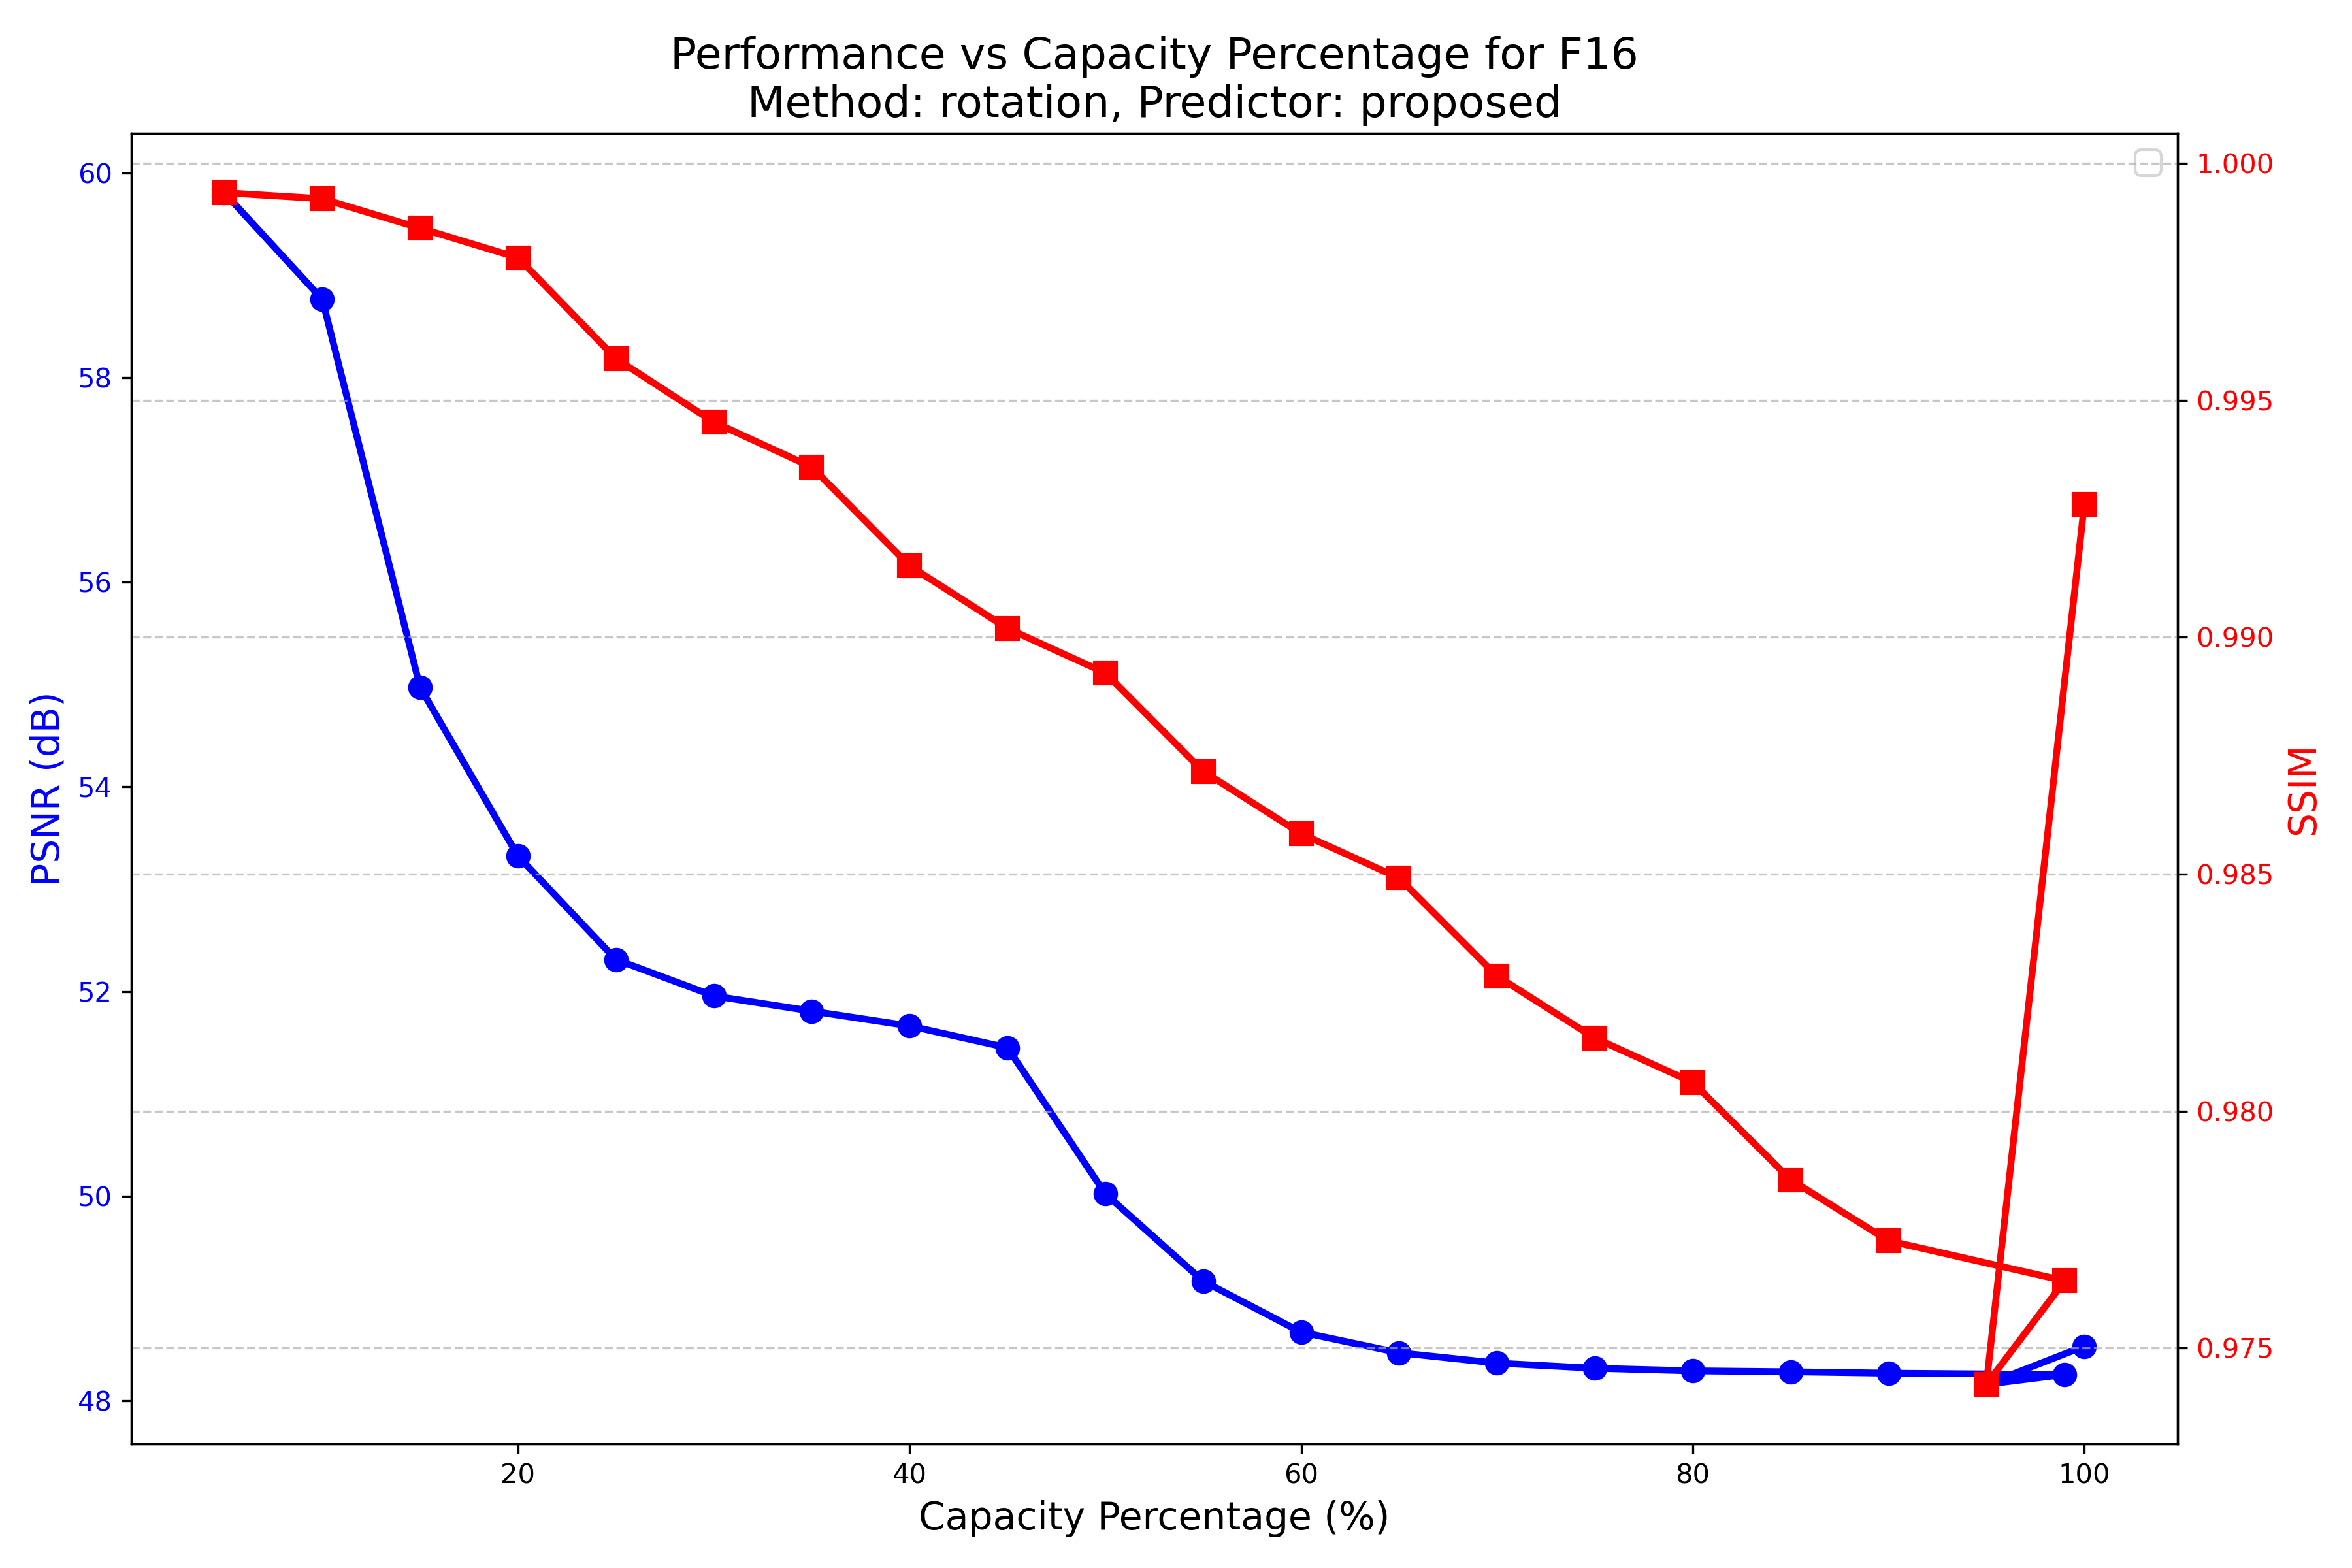 Performance vs Capacity Percentage for F16
Method: rotation, Predictor: proposed
PSNR (dB)
60
58
56
54
52
50
48
1.000
0.995
0.990
0.985
0.980
0.975
SSIM
20 40 60 80 100
Capacity Percentage (%)